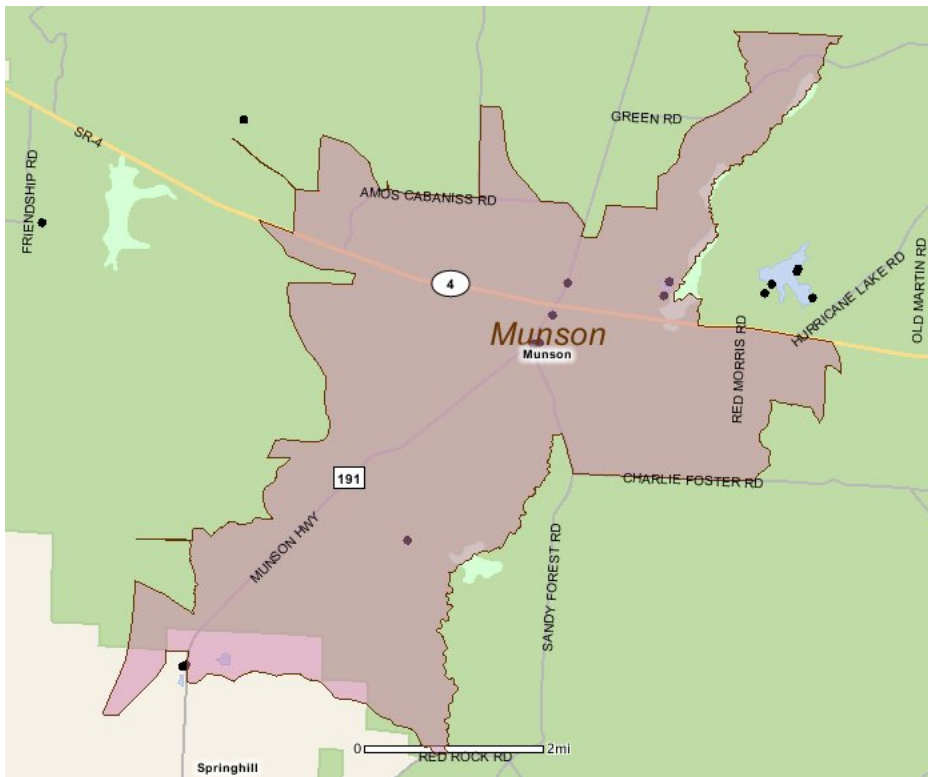 GREEN RD
SR 4
FRIENDSHIP RD
AMOS CABANISS RD
4
HURRICANE LAKE RD
OLD MARTIN RD
Munson
Munson
RED MORRIS RD
191
CHARLIE FOSTER RD
MUNSON HWY
SANDY FOREST RD
0 2mi
RED ROCK RD
Springhill